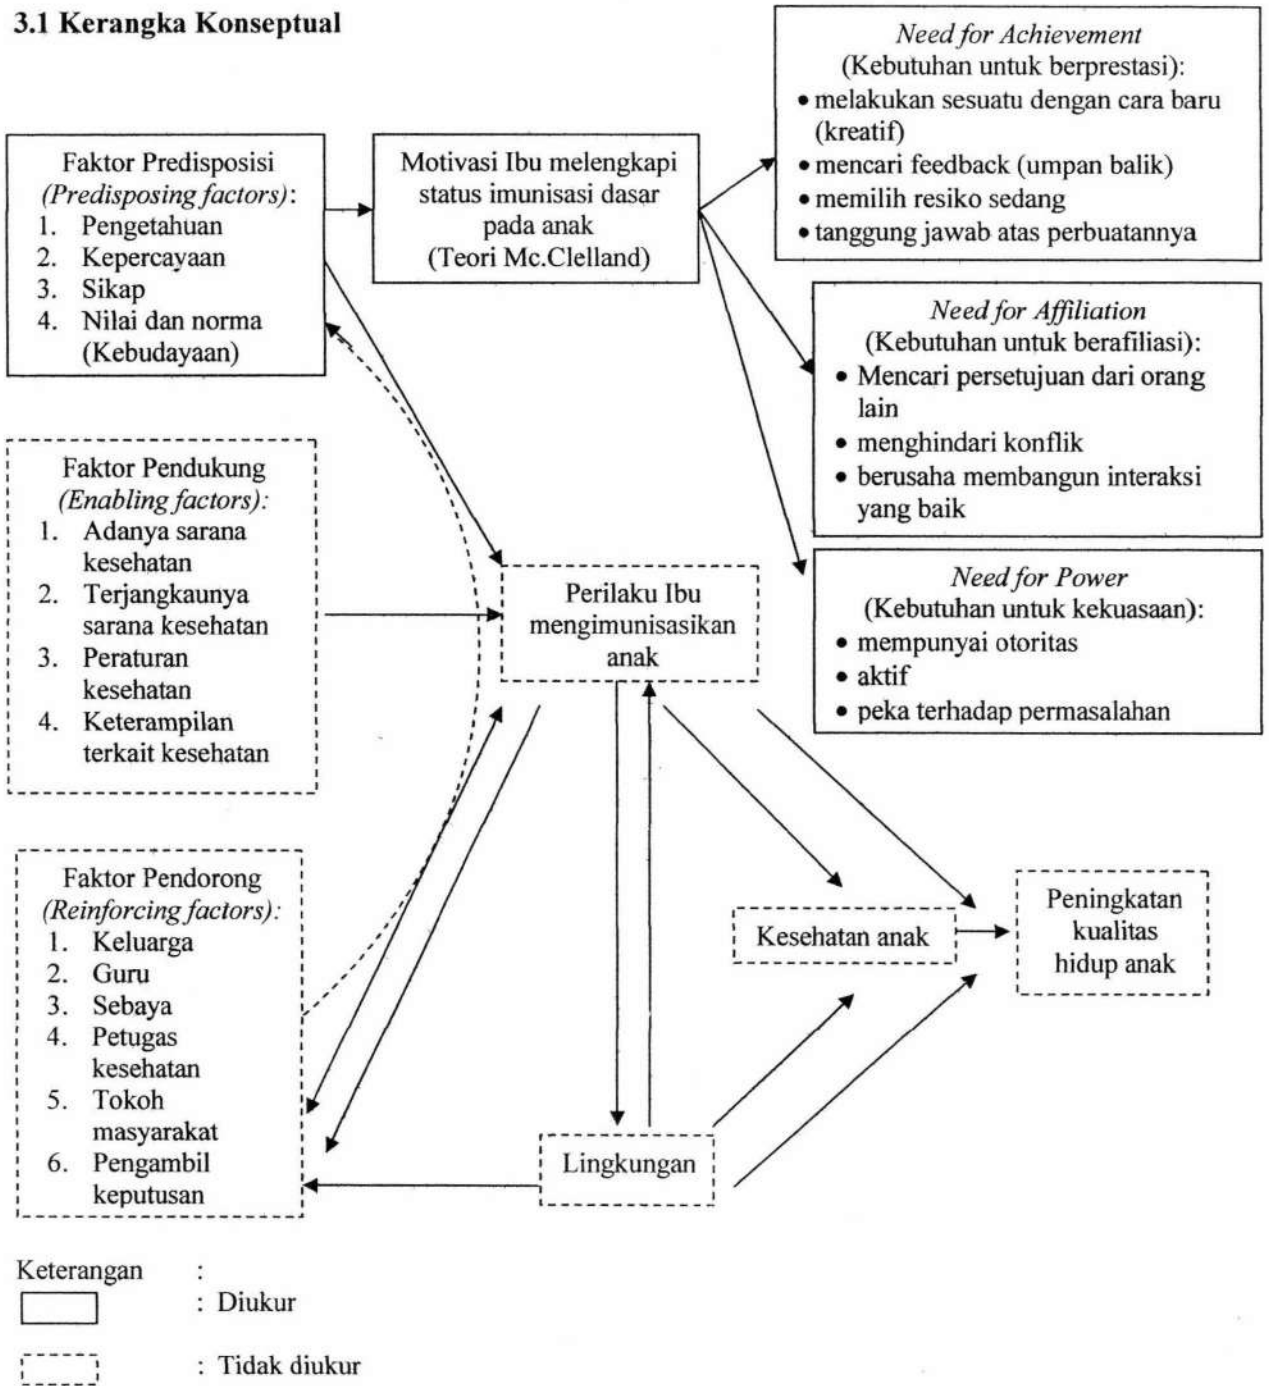 3.1 Kerangka Konseptual
Need for Achievement
(Kebutuhan untuk berprestasi):
• melakukan sesuatu dengan cara baru
(kreatif)
• mencari feedback (umpan balik)
• memilih resiko sedang
• tanggung jawab atas perbuatannya
Faktor Predisposisi
(Predisposing factors):
1. Pengetahuan
2. Kepercayaan
3. Sikap
4. Nilai dan norma
(Kebudayaan)
Motivasi Ibu melengkapi
status imunisasi dasar
pada anak
(Teori Mc.Clelland)
Need for Affiliation
(Kebutuhan untuk berafiliasi):
• Mencari persetujuan dari orang
lain
• menghindari konflik
• berusaha membangun interaksi
yang baik
Faktor Pendukung
(Enabling factors):
1. Adanya sarana
kesehatan
2. Terjangkaunya
sarana kesehatan
3. Peraturan
kesehatan
4. Keterampilan
terkait kesehatan
Perilaku Ibu
mengimunisasikan
anak
Need for Power
(Kebutuhan untuk kekuasaan):
• mempunyai otoritas
• aktif
• peka terhadap permasalahan
Faktor Pendorong
(Reinforcing factors):
1. Keluarga
2. Guru
3. Sebaya
4. Petugas
kesehatan
5. Tokoh
masyarakat
6. Pengambil
keputusan
Kesehatan anak
Peningkatan
kualitas
hidup anak
Lingkungan
Keterangan :
: Diukur
: Tidak diukur